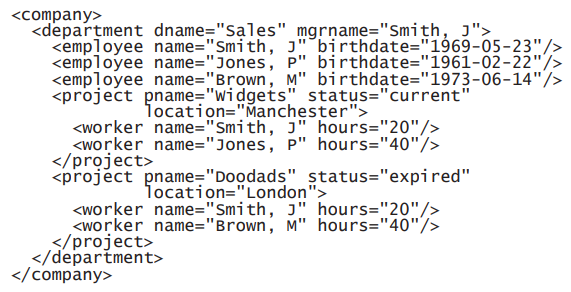 <company>
<department dname="Sales" mgrname="Smith, J">
<employee name="Smith, J" birthdate="1969-05-23"/>
<employee name="Jones, P" birthdate="1961-02-22"/>
<employee name="Brown, M" birthdate="1973-06-14"/>
<project pname="Widgets" status="current"
location="Manchester">
<worker name="Smith, J" hours="20"/>
<worker name="Jones, P" hours="40"/>
</project>
<project pname="Doodads" status="expired"
location="London">
<worker name="Smith, J" hours="20"/>
<worker name="Brown, M" hours="40"/>
</project>
</department>
</company>